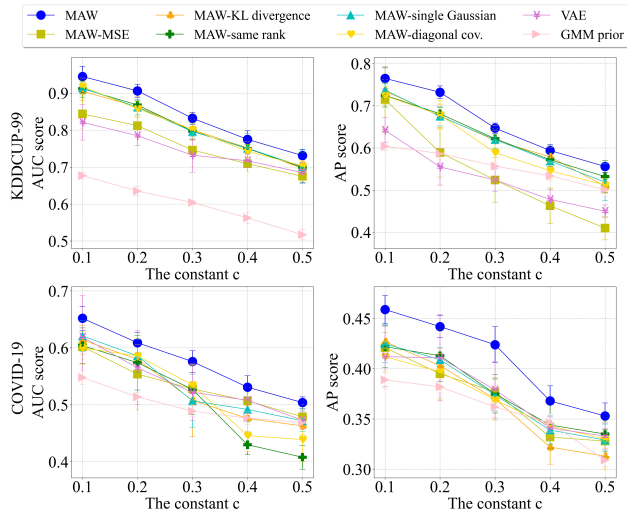 MAW
MAW-KL divergence
MAW-single Gaussian
VAE
MAW-MSE
MAW-same rank
MAW-diagonal cov.
GMM prior
KDDCUP-99
AUC score
0.9
0.8
0.7
0.6
0.5
0.1 0.2 0.3 0.4 0.5
The constant c
AP score
0.8
0.7
0.6
0.5
0.4
0.1 0.2 0.3 0.4 0.5
The constant c
COVID-19
AUC score
0.7
0.6
0.5
0.4
0.1 0.2 0.3 0.4 0.5
The constant c
AP score
0.45
0.40
0.35
0.30
0.1 0.2 0.3 0.4 0.5
The constant c